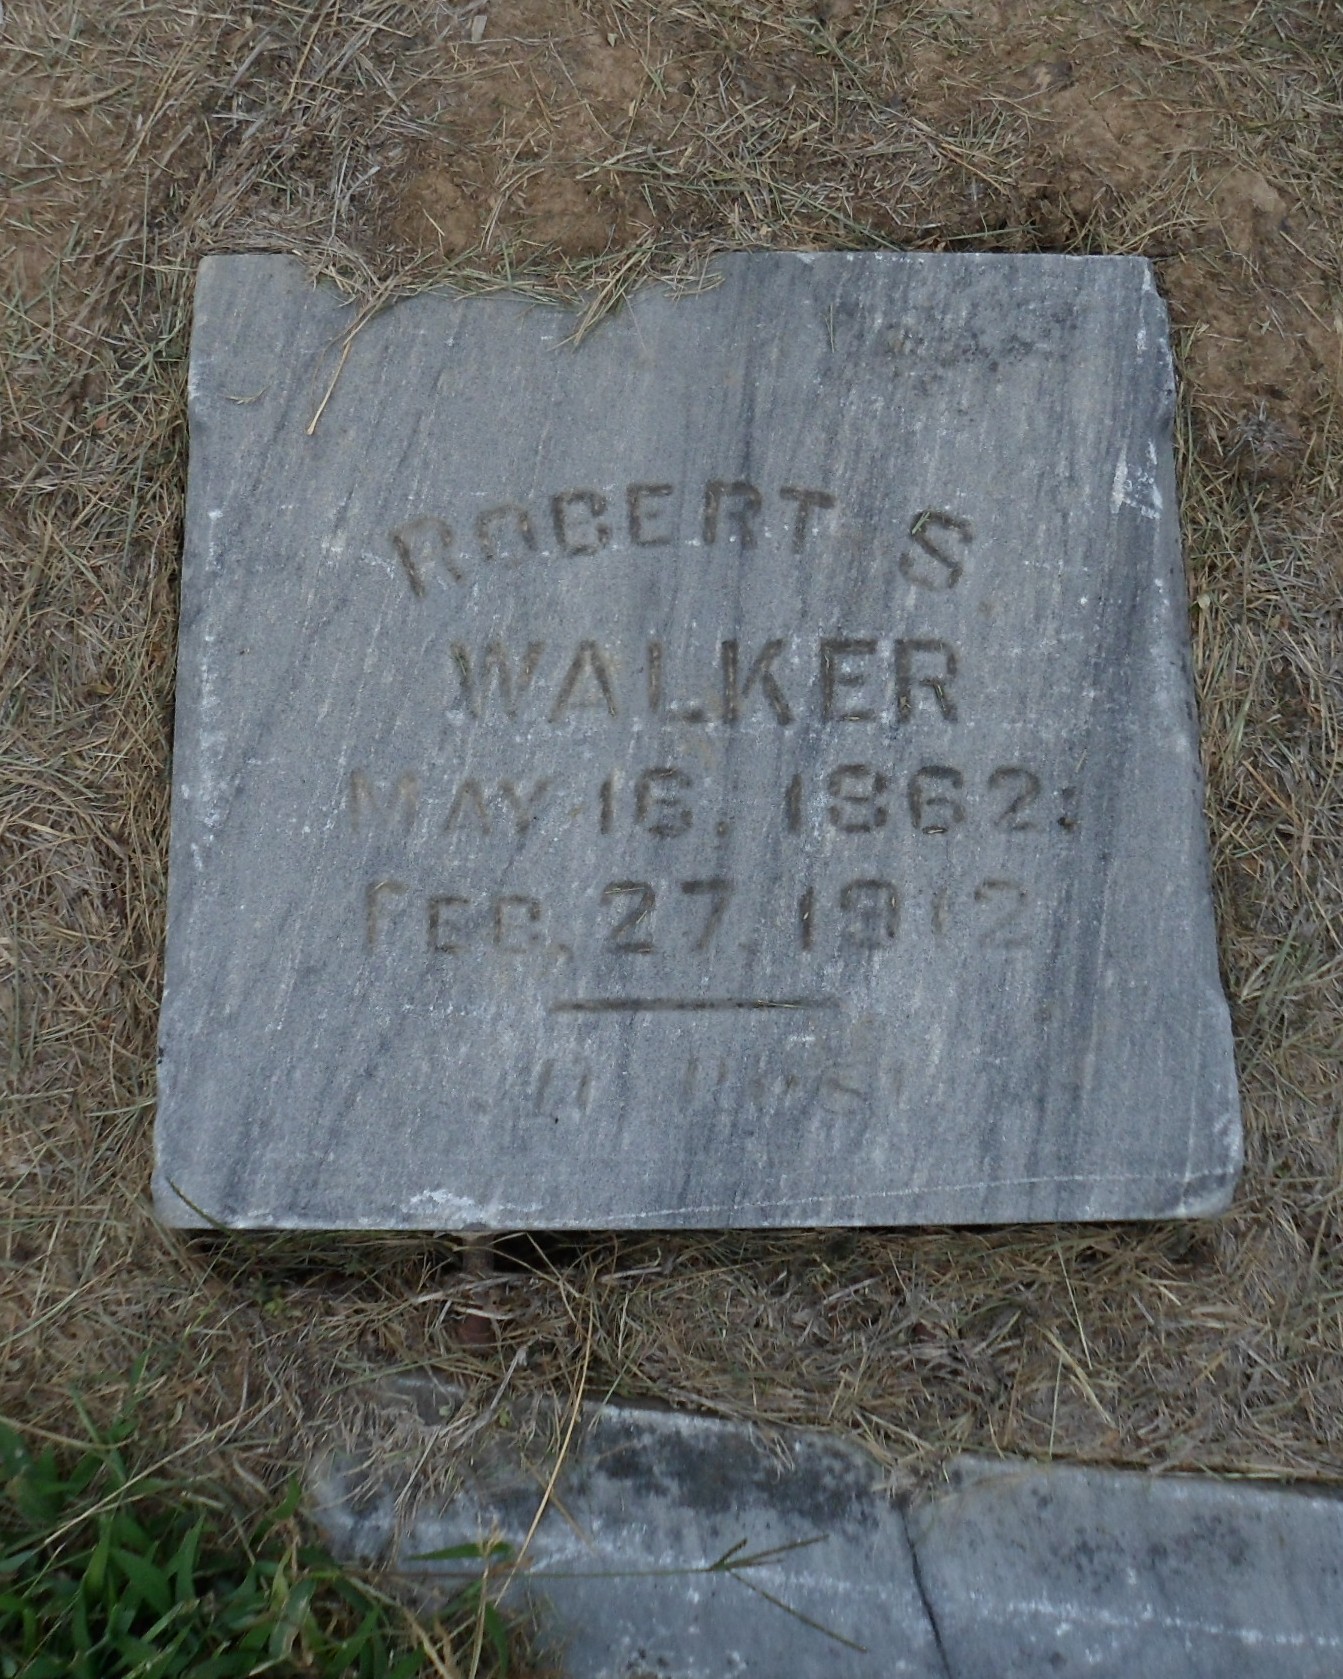 ROBERT S.
WALKER
MAY 16, 1862;
FEB. 27, 1912